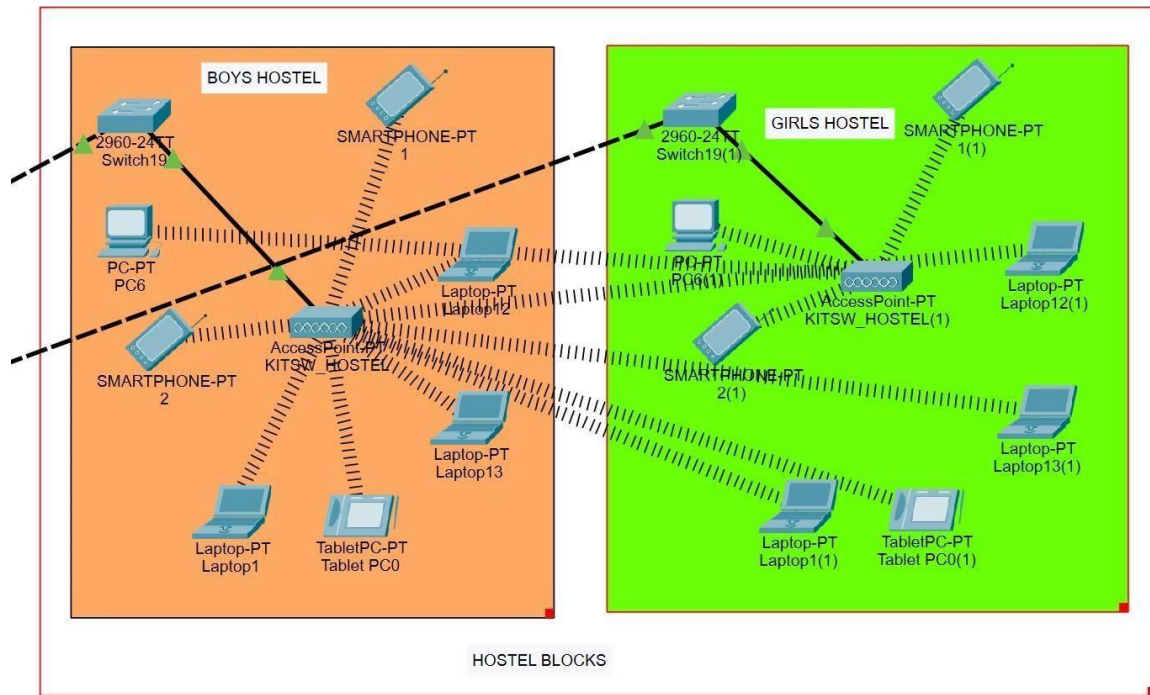 BOYS HOSTEL
2960-24TT
Switch19
SMARTPHONE-PT
1
PC-PT
PC6
Laptop-PT
Laptop12
SMARTPHONE-PT
2
AccessPoint-PT
KITSW_HOSTEL
Laptop-PT
Laptop13
Laptop-PT
Laptop1
TabletPC-PT
Tablet PC0
GIRLS HOSTEL
2960-24TT
Switch19(1)
SMARTPHONE-PT
1(1)
PC-PT
PC6(1)
AccessPoint-PT
KITSW_HOSTEL(1)
Laptop-PT
Laptop12(1)
SMARTPHONE-PT
2(1)
Laptop-PT
Laptop13(1)
Laptop-PT
Laptop1(1)
TabletPC-PT
Tablet PC0(1)
HOSTEL BLOCKS